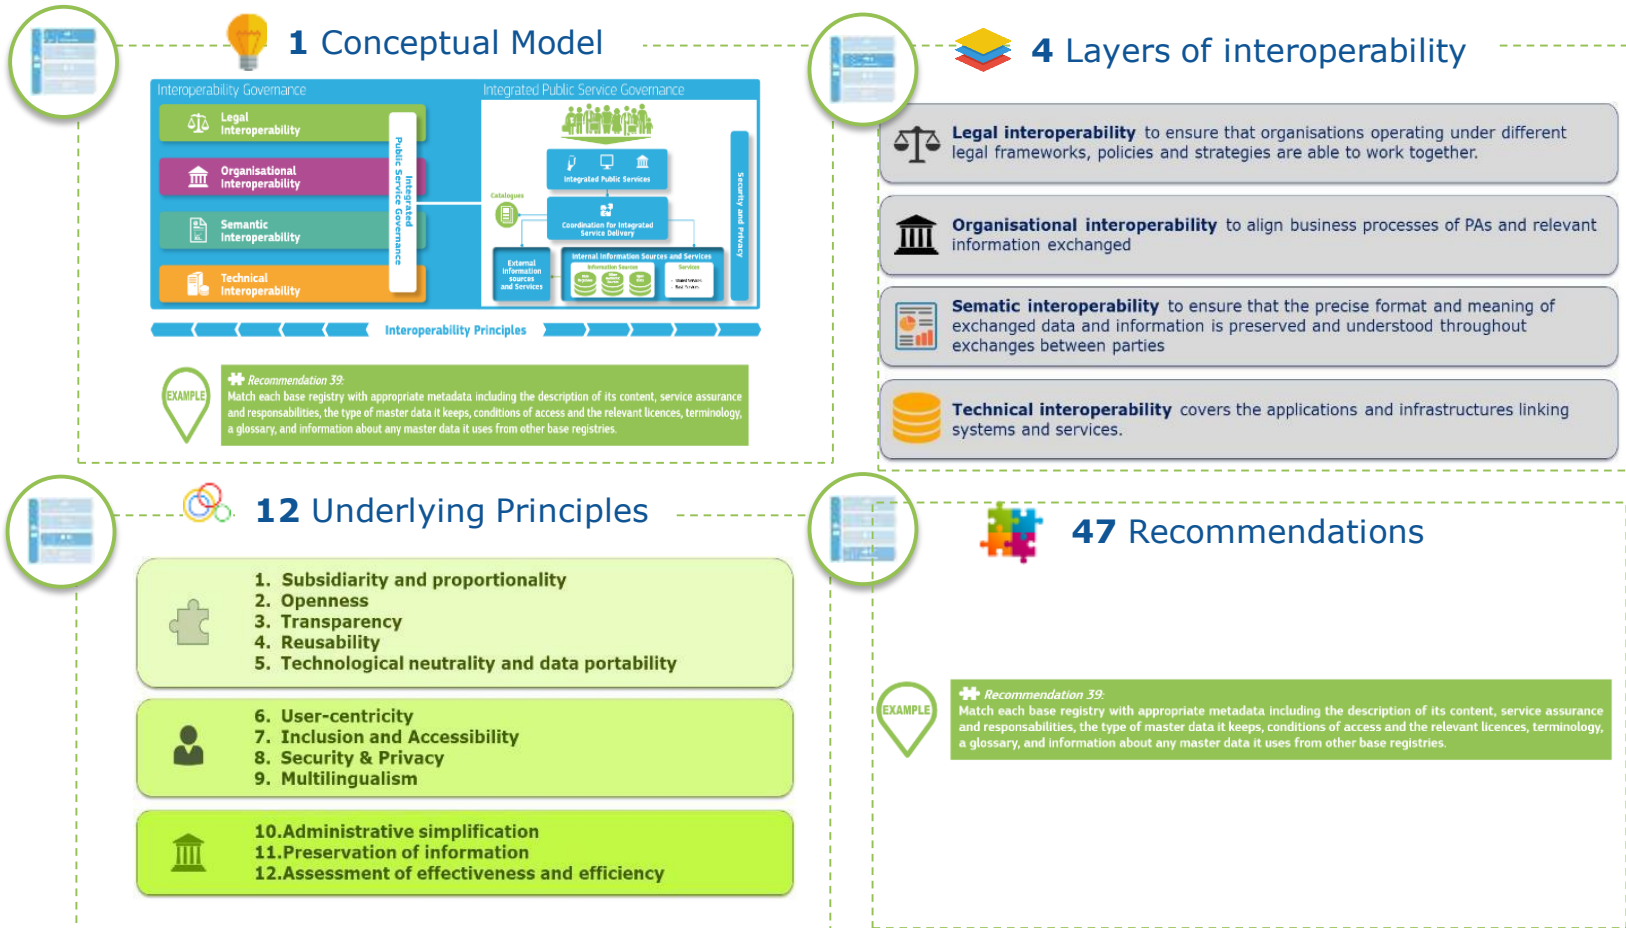 1 Conceptual Model
Interoperability Governance
Integrated Public Service Governance
Legal
Interoperability
Organisational
Interoperability
Semantic
Interoperability
Technical
Interoperability
Integrated
Public Service Governance
Integrated Public Services
Catalogues
Coordination for Integrated
Service Delivery
External
Information
sources
and Services
Internal Information Sources and Services
Information Sources
Services
Security and Privacy
Interoperability Principles
EXAMPLE
Recommendation 39:
Match each base registry with appropriate metadata including the description of its content, service assurance
and responsabilities, the type of master data it keeps, conditions of access and the relevant licences, terminology,
a glossary, and information about any master data it uses from other base registries.
4 Layers of interoperability
Legal interoperability to ensure that organisations operating under different
legal frameworks, policies and strategies are able to work together.
Organisational interoperability to align business processes of PAs and relevant
information exchanged
Sematic interoperability to ensure that the precise format and meaning of
exchanged data and information is preserved and understood throughout
exchanges between parties
Technical interoperability covers the applications and infrastructures linking
systems and services.
12 Underlying Principles
1. Subsidiarity and proportionality
2. Openness
3. Transparency
4. Reusability
5. Technological neutrality and data portability
6. User-centricity
7. Inclusion and Accessibility
8. Security & Privacy
9. Multilingualism
10.Administrative simplification
11.Preservation of information
12.Assessment of effectiveness and efficiency
47 Recommendations
EXAMPLE
Recommendation 39:
Match each base registry with appropriate metadata including the description of its content, service assurance
and responsabilities, the type of master data it keeps, conditions of access and the relevant licences, terminology,
a glossary, and information about any master data it uses from other base registries.